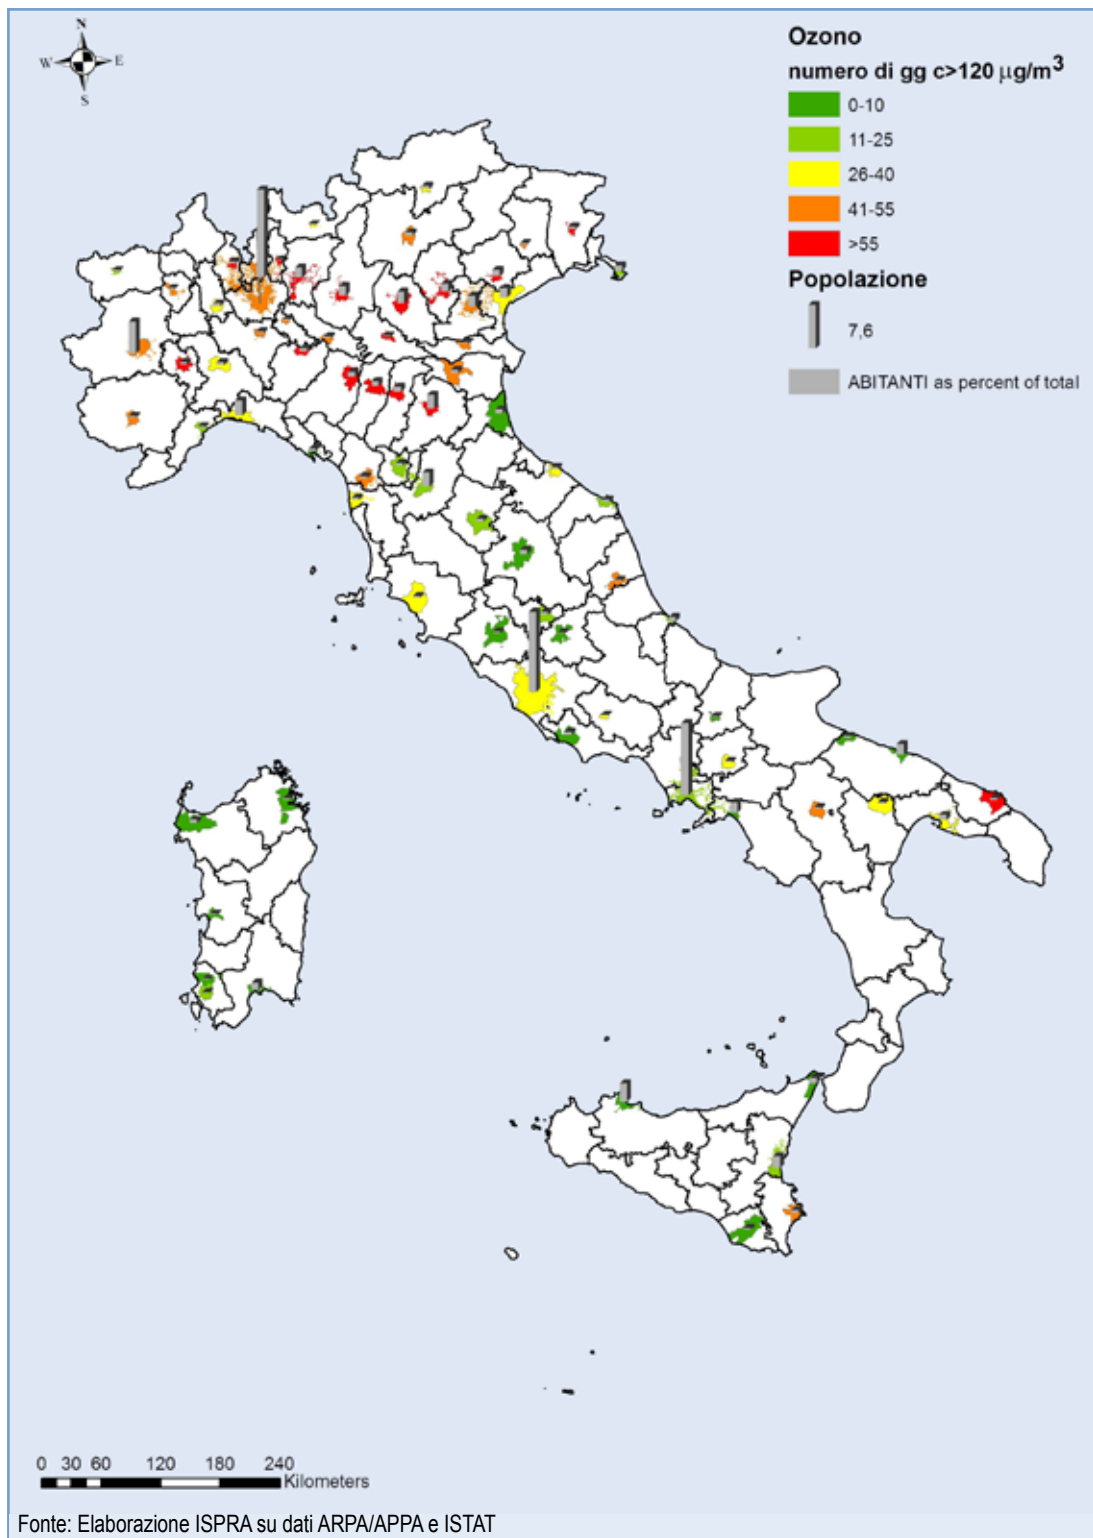 N
W E
S
Ozono
numero di gg c>120 µg/m³
0-10
11-25
26-40
41-55
>55
Popolazione
7,6
ABITANTI as percent of total
0 30 60 120 180 240
Kilometers
Fonte: Elaborazione ISPRA su dati ARPA/APPA e ISTAT